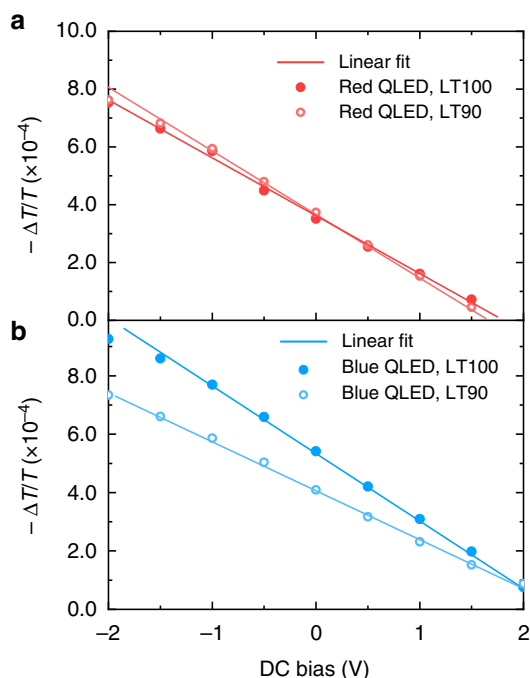 a
10.0
8.0
6.0
4.0
2.0
0.0
− ΔT/T (×10⁻⁴)
Linear fit
Red QLED, LT100
Red QLED, LT90
b
8.0
6.0
4.0
2.0
0.0
− ΔT/T (×10⁻⁴)
Linear fit
Blue QLED, LT100
Blue QLED, LT90
−2 −1 0 1 2
DC bias (V)